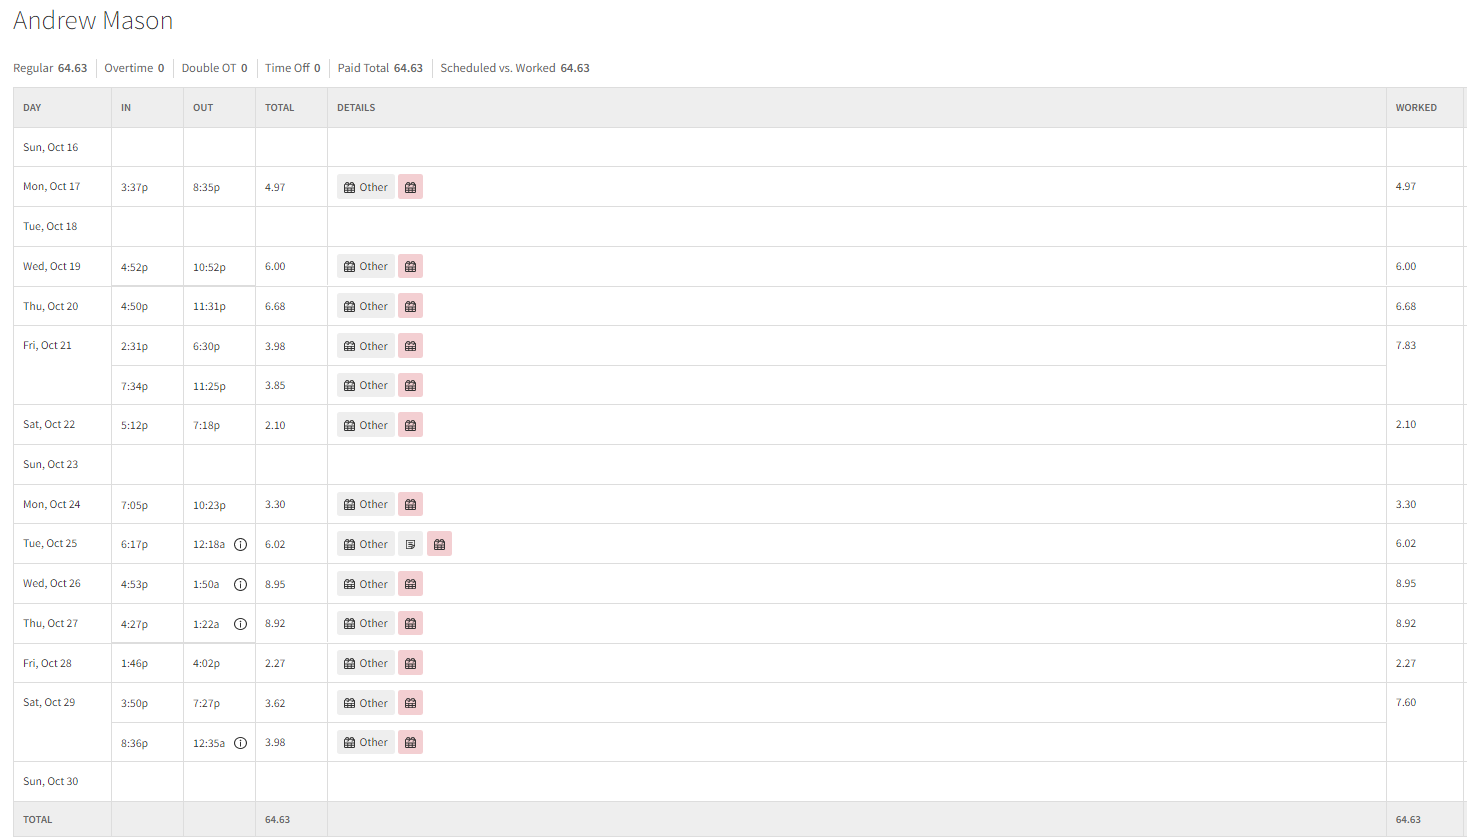 Andrew Mason
Regular 64.63 Overtime 0 Double OT 0 Time Off 0 Paid Total 64.63 Scheduled vs. Worked 64.63
DAY IN OUT TOTAL DETAILS WORKED
Sun, Oct 16
Mon, Oct 17 3:37p 8:35p 4.97 Other 4.97
Tue, Oct 18
Wed, Oct 19 4:52p 10:52p 6.00 Other 6.00
Thu, Oct 20 4:50p 11:31p 6.68 Other 6.68
Fri, Oct 21 2:31p 6:30p 3.98 Other 7.83
7:34p 11:25p 3.85 Other
Sat, Oct 22 5:12p 7:18p 2.10 Other 2.10
Sun, Oct 23
Mon, Oct 24 7:05p 10:23p 3.30 Other 3.30
Tue, Oct 25 6:17p 12:18a 6.02 Other 6.02
Wed, Oct 26 4:53p 1:50a 8.95 Other 8.95
Thu, Oct 27 4:27p 1:22a 8.92 Other 8.92
Fri, Oct 28 1:46p 4:02p 2.27 Other 2.27
Sat, Oct 29 3:50p 7:27p 3.62 Other 7.60
8:36p 12:35a 3.98 Other
Sun, Oct 30
TOTAL 64.63 64.63